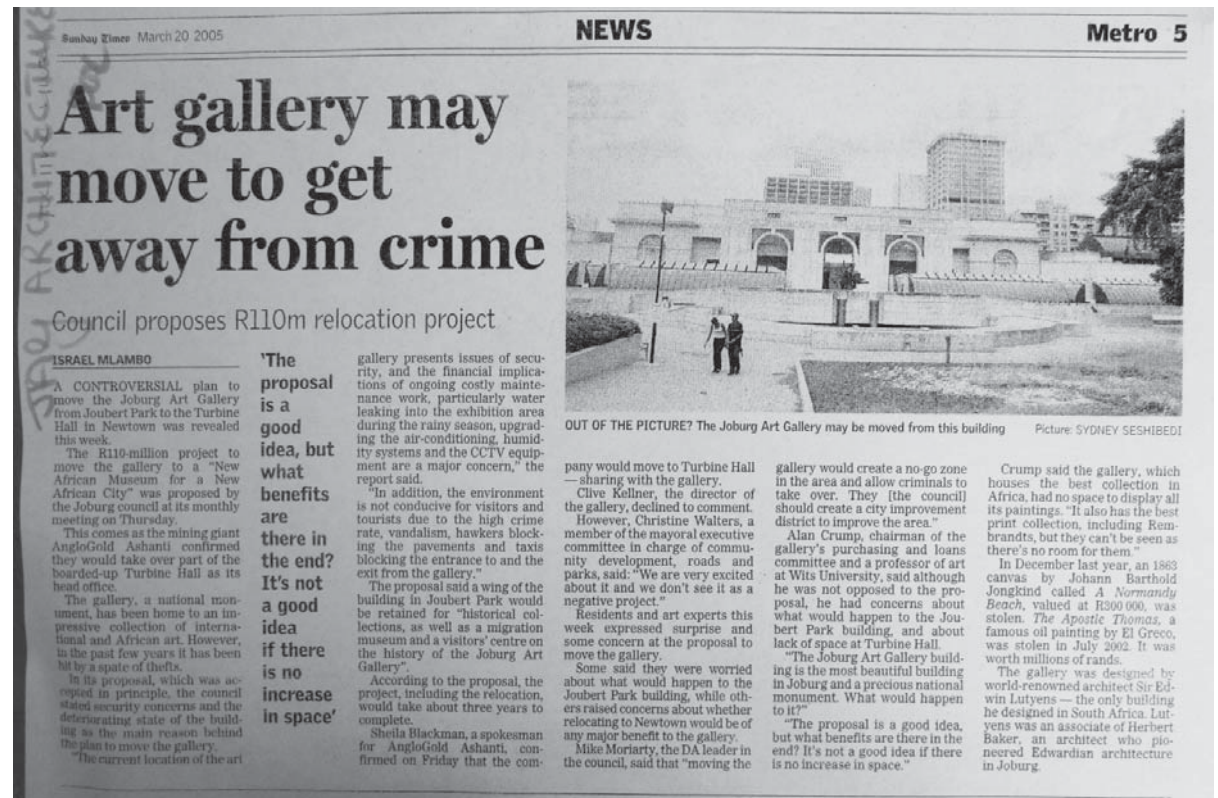 Sunday Times March 20 2005
NEWS
Metro 5
JAG ARCHITECTURE
Art gallery may
move to get
away from crime
Council proposes R110m relocation project
ISRAEL MLAMBO
A CONTROVERSIAL plan to
move the Joburg Art Gallery
from Joubert Park to the Turbine
Hall in Newtown was revealed
this week.
The R110-million project to
move the gallery to a "New
African Museum for a New
African City" was proposed by
the Joburg council at its monthly
meeting on Thursday.
This comes as the mining giant
AngloGold Ashanti confirmed
they would take over part of the
boarded-up Turbine Hall as its
head office.
The gallery, a national mon-
ument, has been home to an im-
pressive collection of interna-
tional and African art. However,
in the past few years it has been
hit by a spate of thefts.
In its proposal, which was ac-
cepted in principle, the council
stated security concerns and the
deteriorating state of the build-
ing as the main reason behind
the plan to move the gallery.
"The current location of the art
'The
proposal
is a
good
idea, but
what
benefits
are
there in
the end?
It's not
a good
idea
if there
is no
increase
in space'
gallery presents issues of secu-
rity, and the financial implica-
tions of ongoing costly mainte-
nance work, particularly water
leaking into the exhibition area
during the rainy season, upgrad-
ing the air-conditioning, humid-
ity systems and the CCTV equip-
ment are a major concern," the
report said.
"In addition, the environment
is not conducive for visitors and
tourists due to the high crime
rate, vandalism, hawkers block-
ing the pavements and taxis
blocking the entrance to and the
exit from the gallery."
The proposal said a wing of the
building in Joubert Park would
be retained for "historical col-
lections, as well as a migration
museum and a visitors' centre on
the history of the Joburg Art
Gallery".
According to the proposal, the
project, including the relocation,
would take about three years to
complete.
Sheila Blackman, a spokesman
for AngloGold Ashanti, con-
firmed on Friday that the com-
OUT OF THE PICTURE? The Joburg Art Gallery may be moved from this building
Picture: SYDNEY SESHIBEDI
pany would move to Turbine Hall
— sharing with the gallery.
Clive Kellner, the director of
the gallery, declined to comment.
However, Christine Walters, a
member of the mayoral executive
committee in charge of commu-
nity development, roads and
parks, said: "We are very excited
about it and we don't see it as a
negative project."
Residents and art experts this
week expressed surprise and
some concern at the proposal to
move the gallery.
Some said they were worried
about what would happen to the
Joubert Park building, while oth-
ers raised concerns about whether
relocating to Newtown would be of
any major benefit to the gallery.
Mike Moriarty, the DA leader in
the council, said that "moving the
gallery would create a no-go zone
in the area and allow criminals to
take over. They [the council]
should create a city improvement
district to improve the area."
Alan Crump, chairman of the
gallery's purchasing and loans
committee and a professor of art
at Wits University, said although
he was not opposed to the pro-
posal, he had concerns about
what would happen to the Jou-
bert Park building, and about
lack of space at Turbine Hall.
"The Joburg Art Gallery build-
ing is the most beautiful building
in Joburg and a precious national
monument. What would happen
to it?"
"The proposal is a good idea,
but what benefits are there in the
end? It's not a good idea if there
is no increase in space."
Crump said the gallery, which
houses the best collection in
Africa, had no space to display all
its paintings. "It also has the best
print collection, including Rem-
brandts, but they can't be seen as
there's no room for them."
In December last year, an 1863
canvas by Johann Barthold
Jongkind called A Normandy
Beach, valued at R300 000, was
stolen. The Apostle Thomas, a
famous oil painting by El Greco,
was stolen in July 2002. It was
worth millions of rands.
The gallery was designed by
world-renowned architect Sir Ed-
win Lutyens — the only building
he designed in South Africa. Lut-
yens was an associate of Herbert
Baker, an architect who pio-
neered Edwardian architecture
in Joburg.